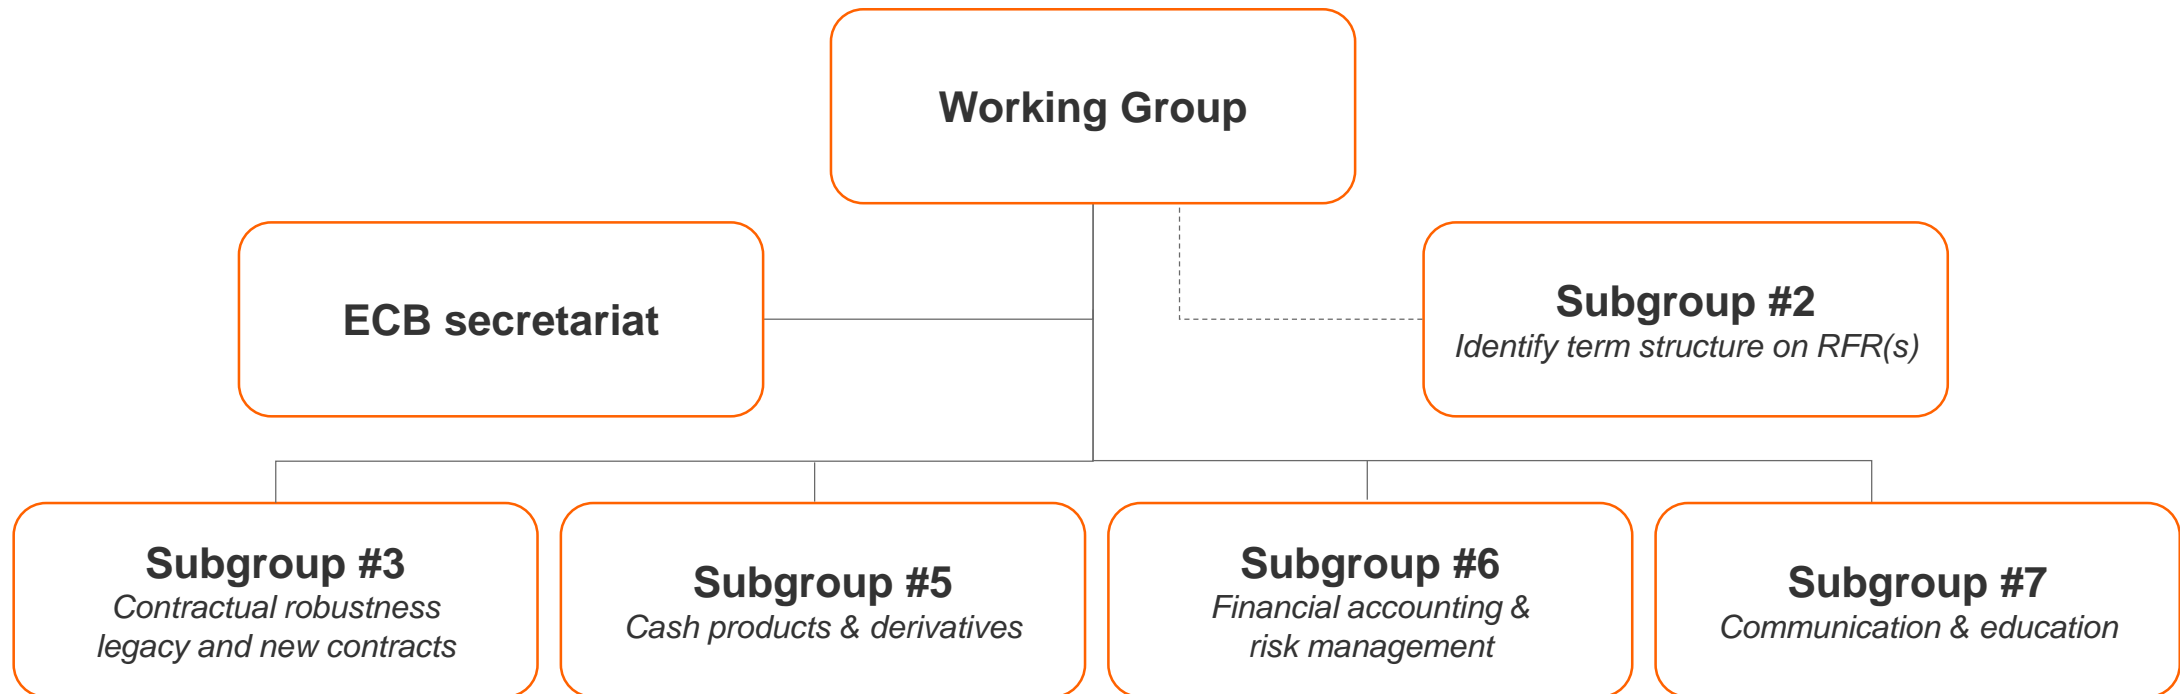 Working Group
ECB secretariat
Subgroup #2
Identify term structure on RFR(s)
Subgroup #3
Contractual robustness
legacy and new contracts
Subgroup #5
Cash products & derivatives
Subgroup #6
Financial accounting &
risk management
Subgroup #7
Communication & education